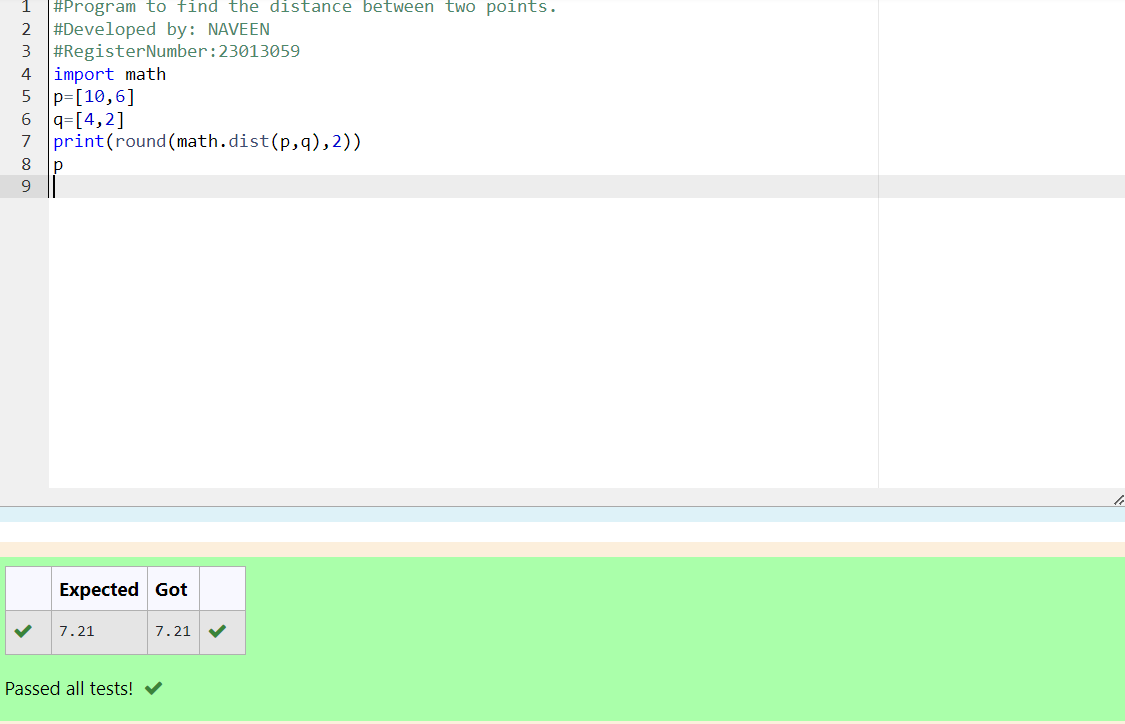 1 #Program to find the distance between two points.
2 #Developed by: NAVEEN
3 #RegisterNumber:23013059
4 import math
5 p=[10,6]
6 q=[4,2]
7 print(round(math.dist(p,q),2))
8 p
9
Expected Got
7.21 7.21
Passed all tests!